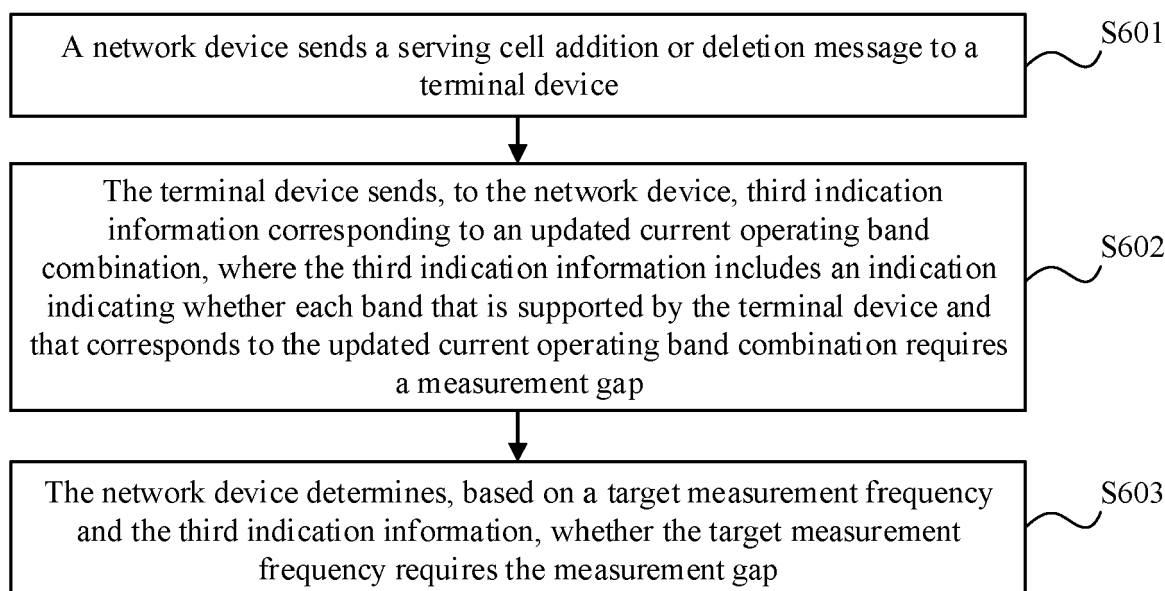 A network device sends a serving cell addition or deletion message to a
terminal device
S601
The terminal device sends, to the network device, third indication
information corresponding to an updated current operating band
combination, where the third indication information includes an indication
indicating whether each band that is supported by the terminal device and
that corresponds to the updated current operating band combination requires
a measurement gap
S602
The network device determines, based on a target measurement frequency
and the third indication information, whether the target measurement
frequency requires the measurement gap
S603